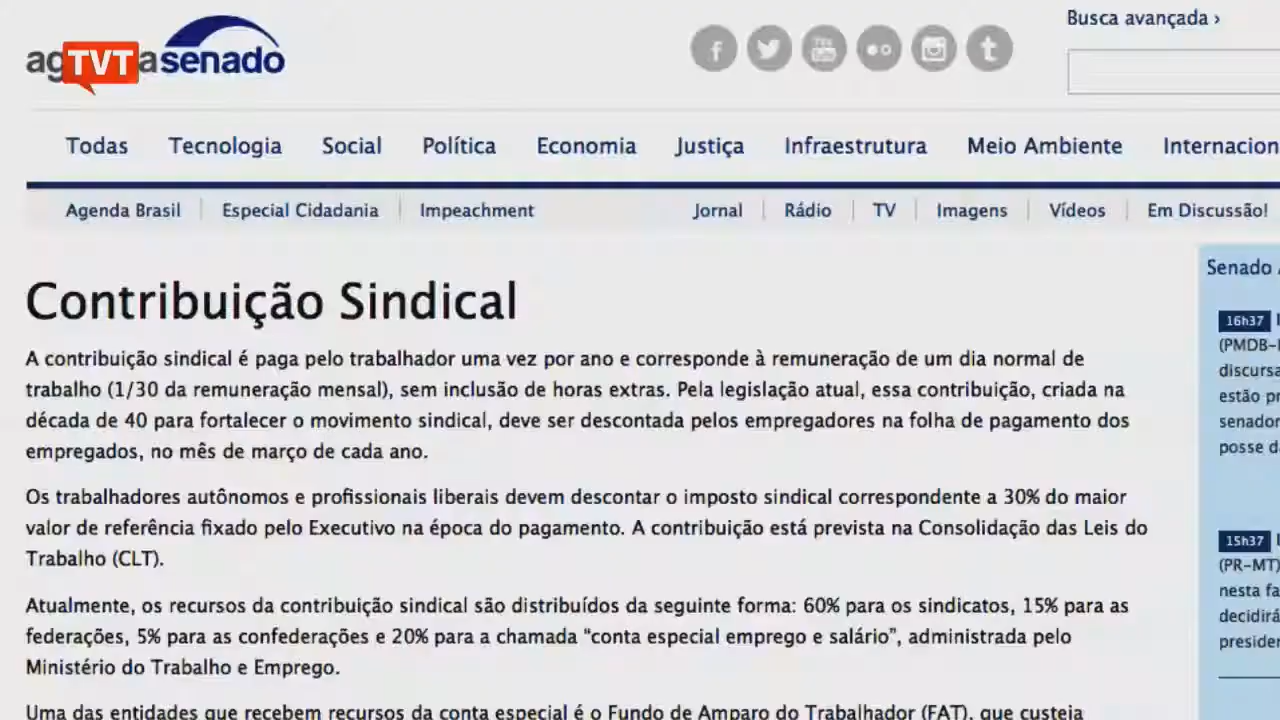 Busca avançada ›
ag
TVT
a
senado
Todas Tecnologia Social Política Economia Justiça Infraestrutura Meio Ambiente Internacion
Agenda Brasil Especial Cidadania Impeachment Jornal Rádio TV Imagens Vídeos Em Discussão!
Contribuição Sindical
A contribuição sindical é paga pelo trabalhador uma vez por ano e corresponde à remuneração de um dia normal de
trabalho (1/30 da remuneração mensal), sem inclusão de horas extras. Pela legislação atual, essa contribuição, criada na
década de 40 para fortalecer o movimento sindical, deve ser descontada pelos empregadores na folha de pagamento dos
empregados, no mês de março de cada ano.
Os trabalhadores autônomos e profissionais liberais devem descontar o imposto sindical correspondente a 30% do maior
valor de referência fixado pelo Executivo na época do pagamento. A contribuição está prevista na Consolidação das Leis do
Trabalho (CLT).
Atualmente, os recursos da contribuição sindical são distribuídos da seguinte forma: 60% para os sindicatos, 15% para as
federações, 5% para as confederações e 20% para a chamada “conta especial emprego e salário”, administrada pelo
Ministério do Trabalho e Emprego.
Uma das entidades que recebem recursos da conta especial é o Fundo de Amparo do Trabalhador (FAT), que custeia
Senado
16h37
(PMDB-
discursa
estão pr
senador
posse da
15h37
(PR-MT)
nesta fa
decidirá
presiden